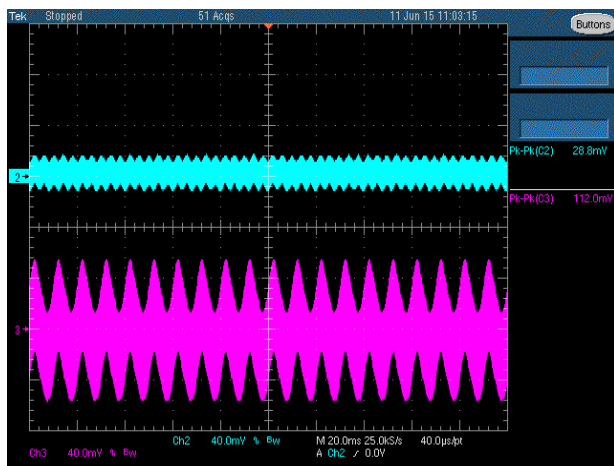 Tek Stopped 51 Acqs 11 Jun 15 11:03:15
Buttons
Pk-Pk(C2) 28.8mV
2
Pk-Pk(C3) 112.0mV
3
Ch2 40.0mV % Bw M 20.0ms 25.0kS/s 40.0µs/pt
Ch3 40.0mV % Bw A Ch2 / 0.0V